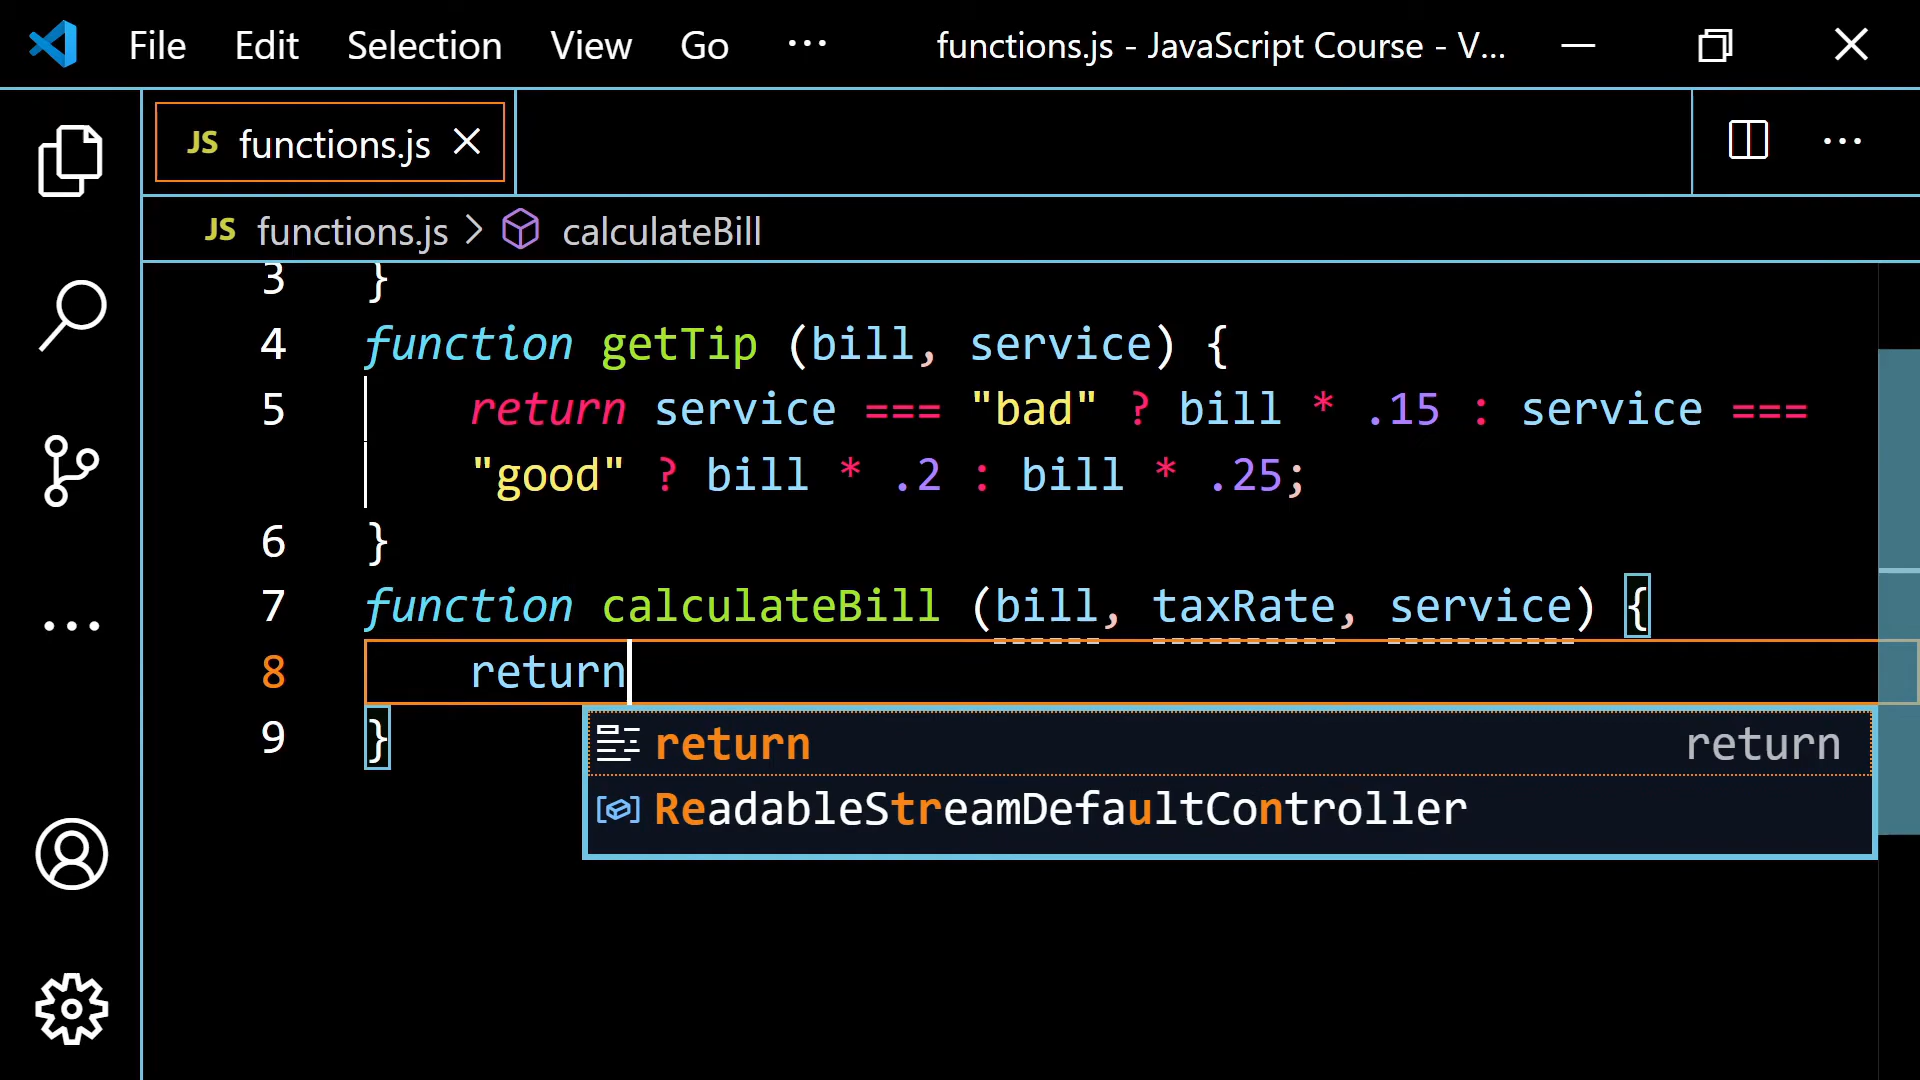 File Edit Selection View Go ··· functions.js - JavaScript Course - V...
JS functions.js
JS functions.js > calculateBill
3 }
4 function getTip (bill, service) {
5 return service === "bad" ? bill * .15 : service ===
"good" ? bill * .2 : bill * .25;
6 }
7 function calculateBill (bill, taxRate, service) {
8 return
9 }
return return
ReadableStreamDefaultController